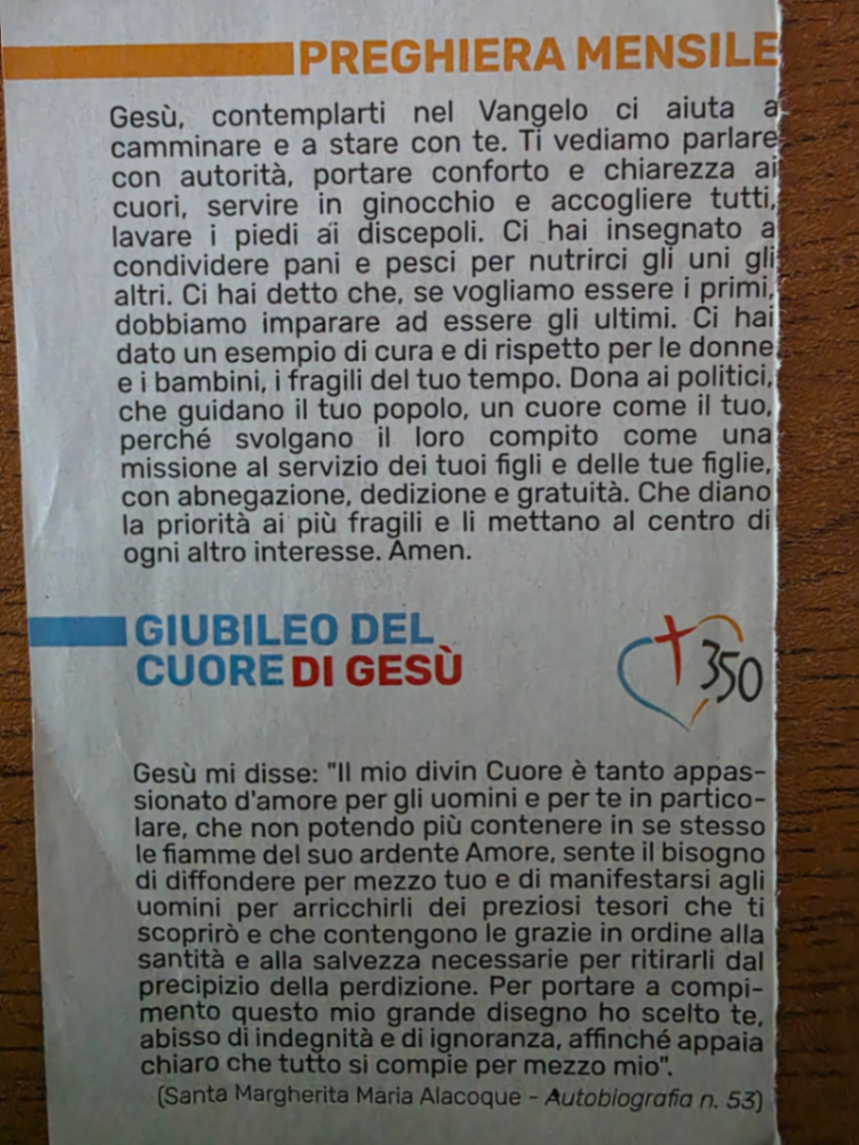 PREGHIERA MENSILE
Gesù, contemplarti nel Vangelo ci aiuta a
camminare e a stare con te. Ti vediamo parlare
con autorità, portare conforto e chiarezza ai
cuori, servire in ginocchio e accogliere tutti,
lavare i piedi ai discepoli. Ci hai insegnato a
condividere pani e pesci per nutrirci gli uni gli
altri. Ci hai detto che, se vogliamo essere i primi,
dobbiamo imparare ad essere gli ultimi. Ci hai
dato un esempio di cura e di rispetto per le donne
e i bambini, i fragili del tuo tempo. Dona ai politici,
che guidano il tuo popolo, un cuore come il tuo,
perché svolgano il loro compito come una
missione al servizio dei tuoi figli e delle tue figlie,
con abnegazione, dedizione e gratuità. Che diano
la priorità ai più fragili e li mettano al centro di
ogni altro interesse. Amen.
GIUBILEO DEL
CUORE DI GESÙ
350
Gesù mi disse: "Il mio divin Cuore è tanto appas-
sionato d'amore per gli uomini e per te in partico-
lare, che non potendo più contenere in se stesso
le fiamme del suo ardente Amore, sente il bisogno
di diffondere per mezzo tuo e di manifestarsi agli
uomini per arricchirli dei preziosi tesori che ti
scoprirò e che contengono le grazie in ordine alla
santità e alla salvezza necessarie per ritirarli dal
precipizio della perdizione. Per portare a compi-
mento questo mio grande disegno ho scelto te,
abisso di indegnità e di ignoranza, affinché appaia
chiaro che tutto si compie per mezzo mio".
(Santa Margherita Maria Alacoque - Autobiografia n. 53)